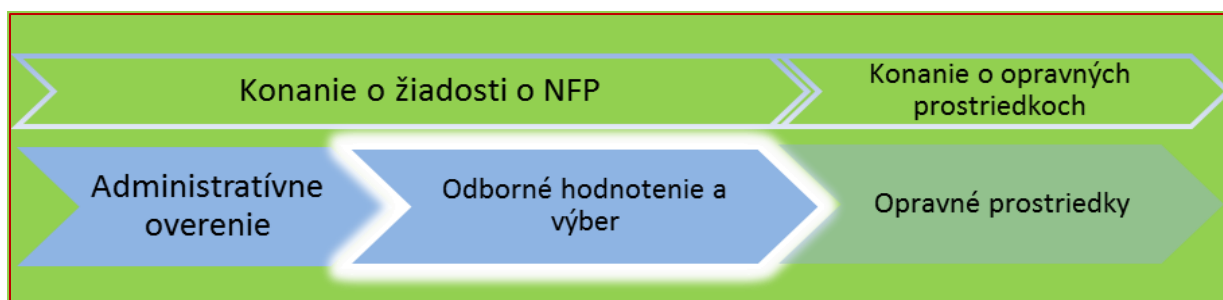 Konanie o žiadosti o NFP
Konanie o opravných
prostriedkoch
Administratívne
overenie
Odborné hodnotenie a
výber
Opravné prostriedky